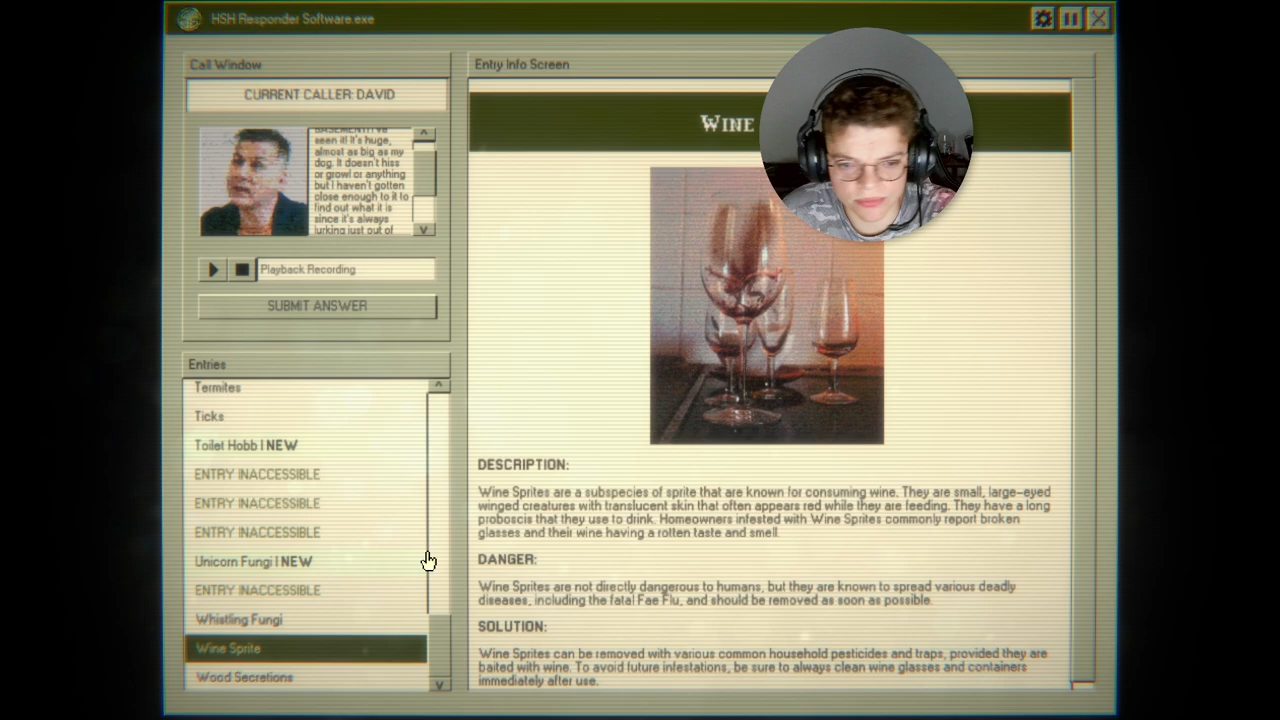 HSH Responder Software.exe
Call Window
CURRENT CALLER: DAVID
seen it! it's huge,
almost as big as my
dog. It doesn't hiss
or growl or anything
but I haven't gotten
close enough to it to
find out what it is
since it's always
lurking just out of
Playback Recording
SUBMIT ANSWER
Entries
Termites
Ticks
Toilet Hobb | NEW
ENTRY INACCESSIBLE
ENTRY INACCESSIBLE
ENTRY INACCESSIBLE
Unicorn Fungi | NEW
ENTRY INACCESSIBLE
Whistling Fungi
Wine Sprite
Wood Secretions
Entry Info Screen
WINE
DESCRIPTION:
Wine Sprites are a subspecies of sprite that are known for consuming wine. They are small, large-eyed
winged creatures with translucent skin that often appears red while they are feeding. They have a long
proboscis that they use to drink. Homeowners infested with Wine Sprites commonly report broken
glasses and their wine having a rotten taste and smell.
DANGER:
Wine Sprites are not directly dangerous to humans, but they are known to spread various deadly
diseases, including the fatal Fae Flu, and should be removed as soon as possible.
SOLUTION:
Wine Sprites can be removed with various common household pesticides and traps, provided they are
baited with wine. To avoid future infestations, be sure to always clean wine glasses and containers
immediately after use.